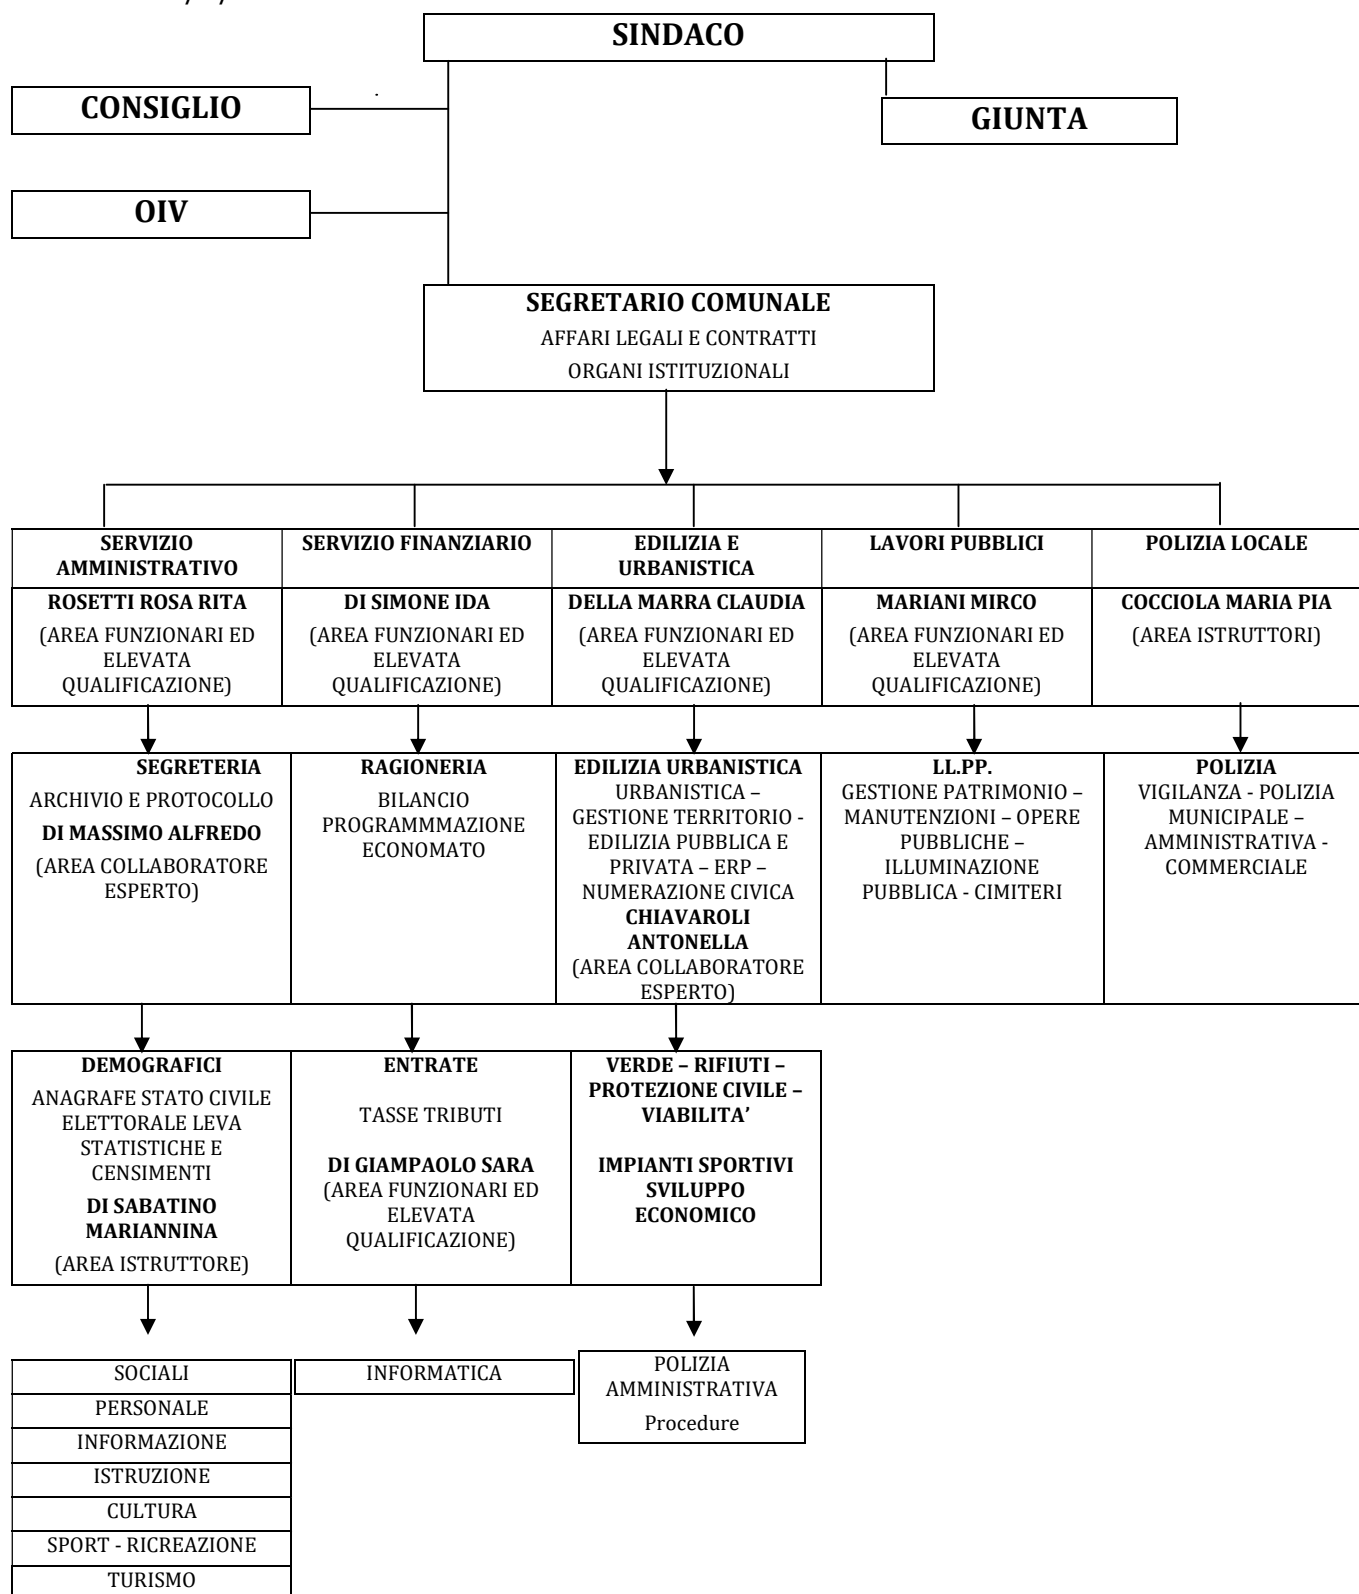 SINDACO
CONSIGLIO
GIUNTA
OIV
SEGRETARIO COMUNALE
AFFARI LEGALI E CONTRATTI
ORGANI ISTITUZIONALI
SERVIZIO
AMMINISTRATIVO
ROSETTI ROSA RITA
(AREA FUNZIONARI ED
ELEVATA
QUALIFICAZIONE)
SERVIZIO FINANZIARIO
DI SIMONE IDA
(AREA FUNZIONARI ED
ELEVATA
QUALIFICAZIONE)
EDILIZIA E
URBANISTICA
DELLA MARRA CLAUDIA
(AREA FUNZIONARI ED
ELEVATA
QUALIFICAZIONE)
LAVORI PUBBLICI
MARIANI MIRCO
(AREA FUNZIONARI ED
ELEVATA
QUALIFICAZIONE)
POLIZIA LOCALE
COCCIOLA MARIA PIA
(AREA ISTRUTTORI)
SEGRETERIA
ARCHIVIO E PROTOCOLLO
DI MASSIMO ALFREDO
(AREA COLLABORATORE
ESPERTO)
RAGIONERIA
BILANCIO
PROGRAMMMAZIONE
ECONOMATO
EDILIZIA URBANISTICA
URBANISTICA –
GESTIONE TERRITORIO -
EDILIZIA PUBBLICA E
PRIVATA – ERP –
NUMERAZIONE CIVICA
CHIAVAROLI
ANTONELLA
(AREA COLLABORATORE
ESPERTO)
LL.PP.
GESTIONE PATRIMONIO –
MANUTENZIONI – OPERE
PUBBLICHE –
ILLUMINAZIONE
PUBBLICA - CIMITERI
POLIZIA
VIGILANZA - POLIZIA
MUNICIPALE –
AMMINISTRATIVA -
COMMERCIALE
DEMOGRAFICI
ANAGRAFE STATO CIVILE
ELETTORALE LEVA
STATISTICHE E
CENSIMENTI
DI SABATINO
MARIANNINA
(AREA ISTRUTTORE)
ENTRATE
TASSE TRIBUTI
DI GIAMPAOLO SARA
(AREA FUNZIONARI ED
ELEVATA
QUALIFICAZIONE)
VERDE – RIFIUTI –
PROTEZIONE CIVILE –
VIABILITA’
IMPIANTI SPORTIVI
SVILUPPO
ECONOMICO
SOCIALI
PERSONALE
INFORMAZIONE
ISTRUZIONE
CULTURA
SPORT - RICREAZIONE
TURISMO
INFORMATICA
POLIZIA
AMMINISTRATIVA
Procedure